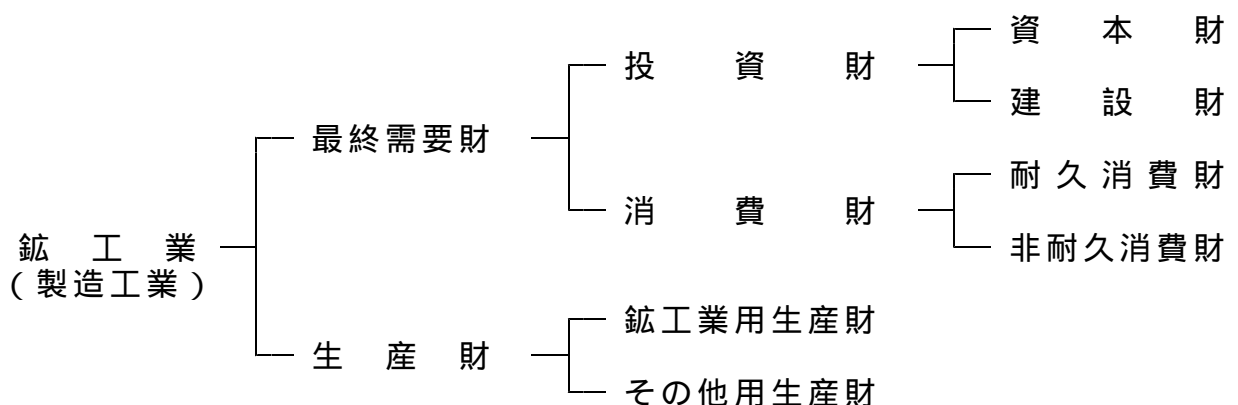 資本財
投資財
建設財
最終需要財
耐久消費財
消費財
鉱工業
非耐久消費財
(製造工業)
鉱工業用生産財
生産財
その他用生産財